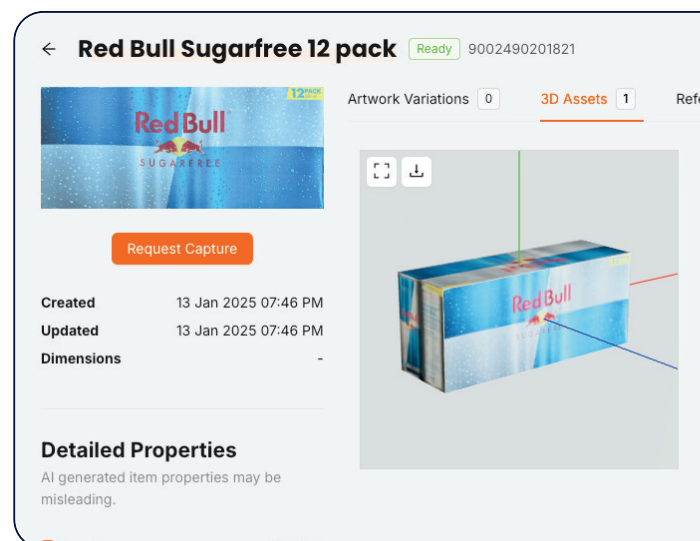 Red Bull Sugarfree 12 pack Ready 9002490201821
12 PACK
Red Bull
SUGARFREE
Request Capture
Created 13 Jan 2025 07:46 PM
Updated 13 Jan 2025 07:46 PM
Dimensions -
Detailed Properties
AI generated item properties may be
misleading.
Artwork Variations 0 3D Assets 1 Refe
Red Bull
SUGARFREE